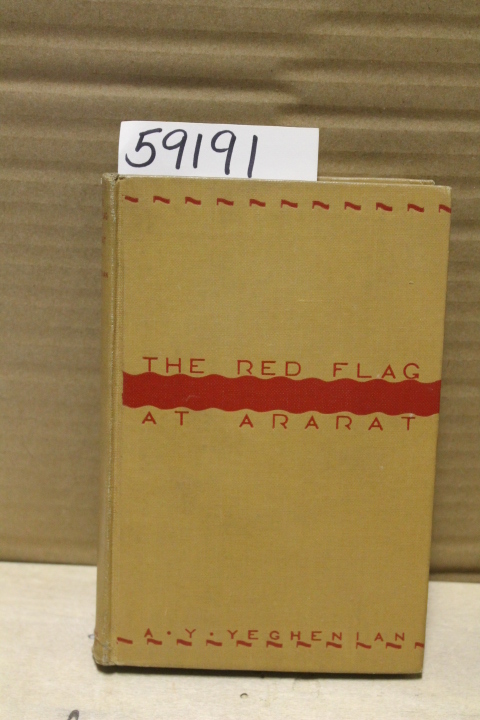 59191
THE RED FLAG
AT ARARAT
A·Y·YEGHENIAN